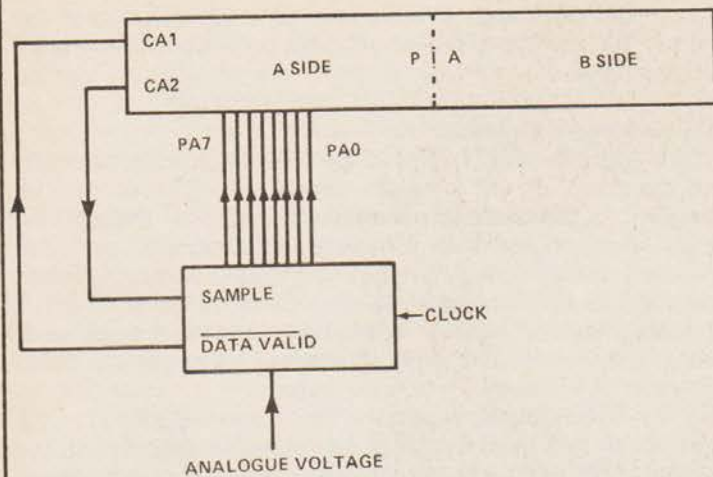 CA1
A SIDE
P A
B SIDE
CA2
PA7
PA0
SAMPLE
CLOCK
DATA VALID
ANALOGUE VOLTAGE